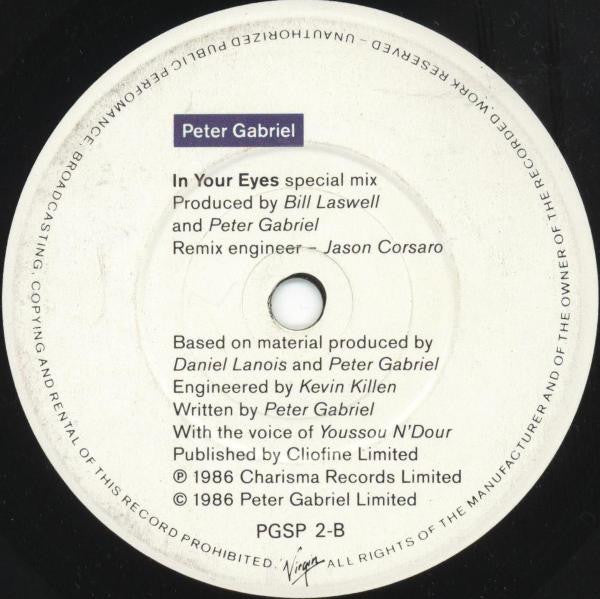 Peter Gabriel
In Your Eyes special mix
Produced by Bill Laswell
and Peter Gabriel
Remix engineer – Jason Corsaro
Based on material produced by
Daniel Lanois and Peter Gabriel
Engineered by Kevin Killen
Written by Peter Gabriel
With the voice of Youssou N'Dour
Published by Cliofine Limited
℗ 1986 Charisma Records Limited
© 1986 Peter Gabriel Limited
PGSP 2-B
Virgin
ALL RIGHTS OF THE MANUFACTURER AND OF THE OWNER OF THE RECORDED WORK RESERVED – UNAUTHORIZED PUBLIC PERFOMANCE, BROADCASTING, COPYING AND RENTAL OF THIS RECORD PROHIBITED.